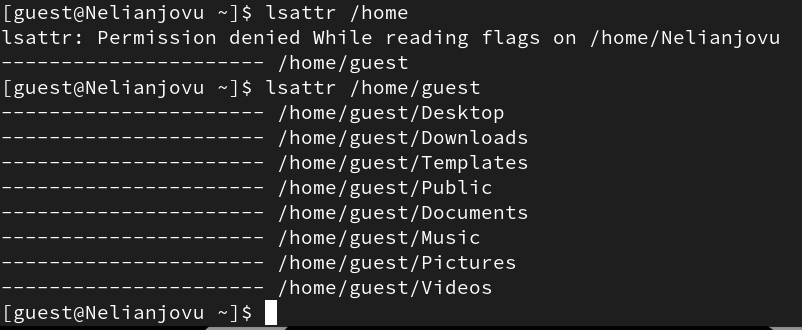 [guest@Nelianjovu ~]$ lsattr /home
lsattr: Permission denied While reading flags on /home/Nelianjovu
---------------------- /home/guest
[guest@Nelianjovu ~]$ lsattr /home/guest
---------------------- /home/guest/Desktop
---------------------- /home/guest/Downloads
---------------------- /home/guest/Templates
---------------------- /home/guest/Public
---------------------- /home/guest/Documents
---------------------- /home/guest/Music
---------------------- /home/guest/Pictures
---------------------- /home/guest/Videos
[guest@Nelianjovu ~]$